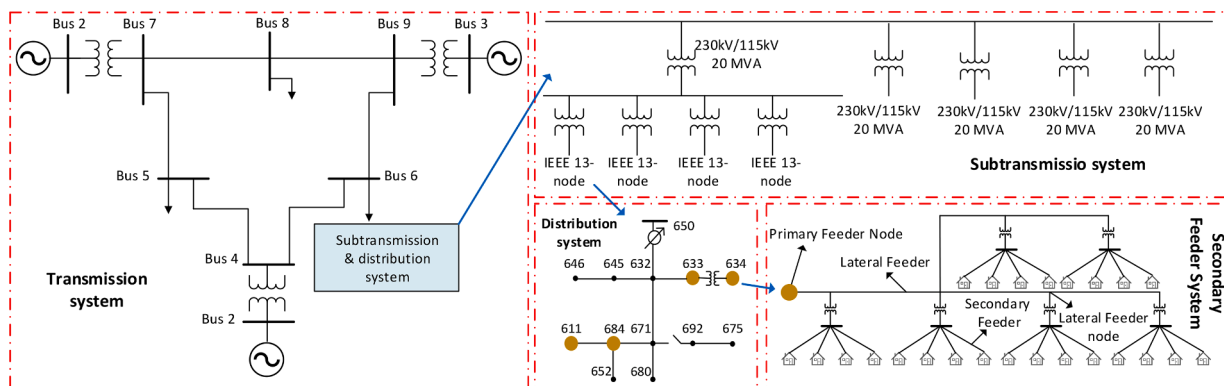 Bus 2
Bus 7
Bus 8
Bus 9
Bus 3
Bus 5
Bus 6
Bus 4
Bus 2
Transmission
system
Subtransmission
& distribution
system
230kV/115kV
20 MVA
230kV/115kV
20 MVA
230kV/115kV
20 MVA
230kV/115kV
20 MVA
230kV/115kV
20 MVA
IEEE 13-
node
IEEE 13-
node
IEEE 13-
node
IEEE 13-
node
Subtransmissio system
Distribution
system
650
646
645
632
633
634
611
684
671
692
675
652
680
Primary Feeder Node
Lateral Feeder
Secondary
Feeder
Lateral Feeder
node
Secondary
Feeder System